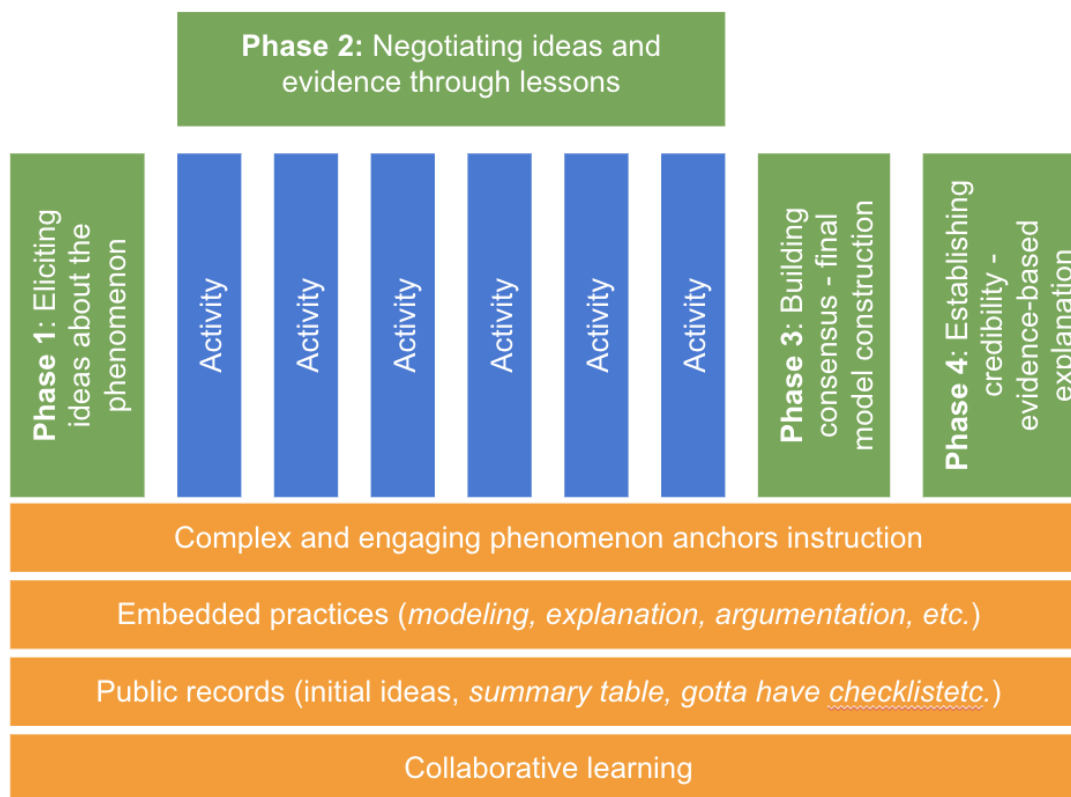 Phase 2: Negotiating ideas and
evidence through lessons
Phase 1: Eliciting
ideas about the
phenomenon
Activity
Activity
Activity
Activity
Activity
Activity
Phase 3: Building
consensus - final
model construction
Phase 4: Establishing
credibility -
evidence-based
explanation
Complex and engaging phenomenon anchors instruction
Embedded practices (modeling, explanation, argumentation, etc.)
Public records (initial ideas, summary table, gotta have checklistetc.)
Collaborative learning